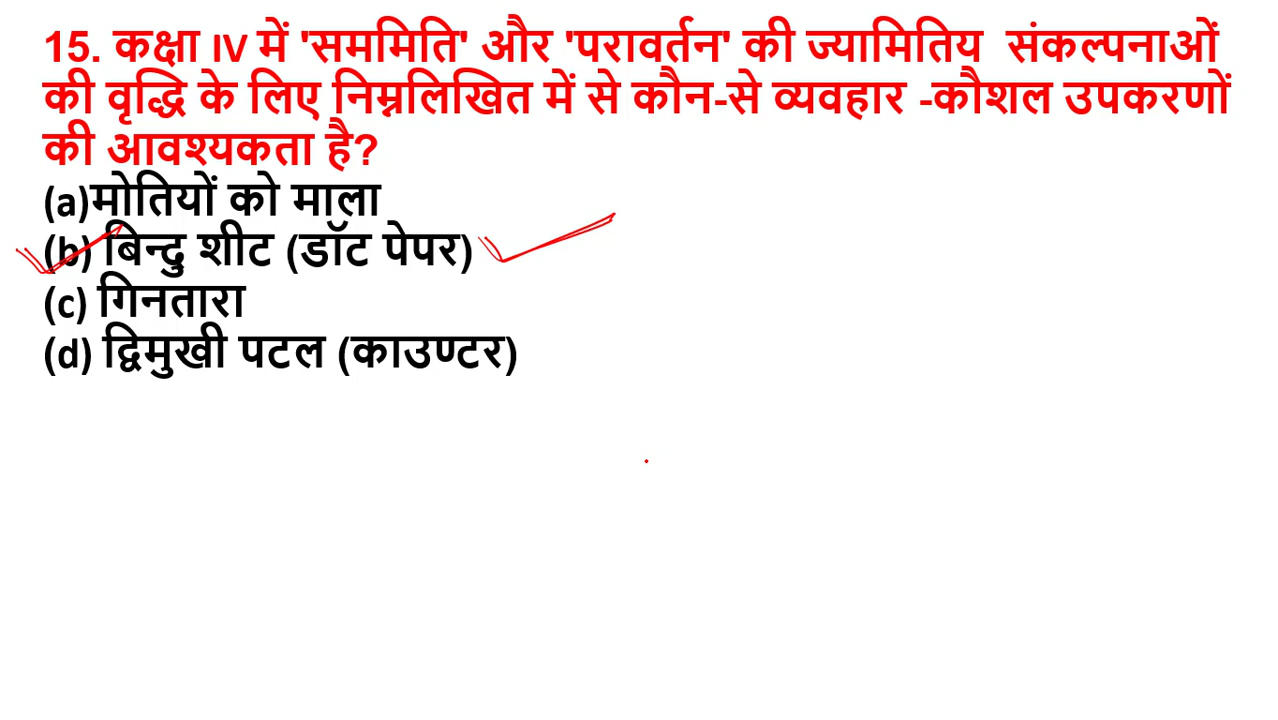 15. कक्षा IV में 'सममिति' और 'परावर्तन' की ज्यामितिय संकल्पनाओं
की वृद्धि के लिए निम्नलिखित में से कौन-से व्यवहार -कौशल उपकरणों
की आवश्यकता है?
(a)मोतियों को माला
(b) बिन्दु शीट (डॉट पेपर)
(c) गिनतारा
(d) द्विमुखी पटल (काउण्टर)